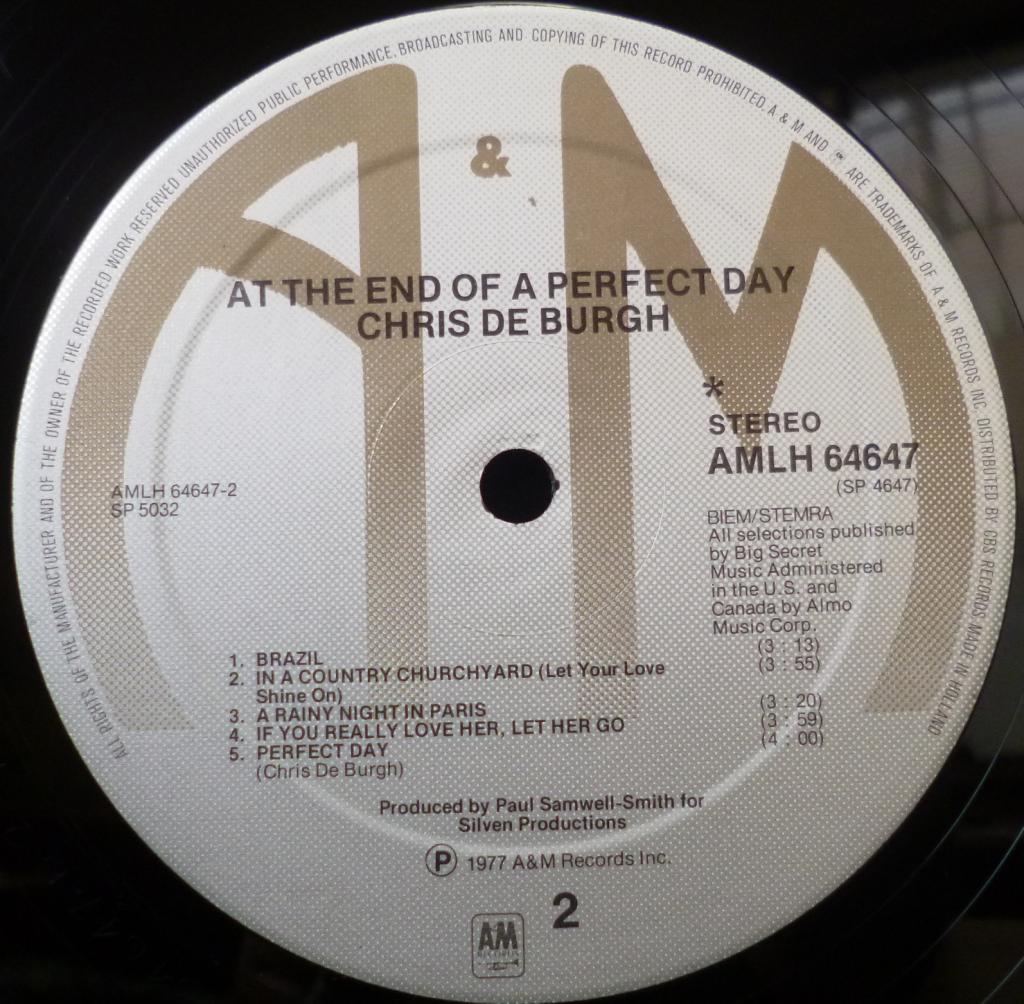 ALL RIGHTS OF THE MANUFACTURER AND OF THE OWNER OF THE RECORDED WORK RESERVED UNAUTHORIZED PUBLIC PERFORMANCE, BROADCASTING AND COPYING OF THIS RECORD PROHIBITED. A & M AND ARE TRADEMARKS OF A & M RECORDS INC. DISTRIBUTED BY CBS RECORDS MADE IN HOLLAND
A & M
AT THE END OF A PERFECT DAY
CHRIS DE BURGH
*
STEREO
AMLH 64647
(SP 4647)
AMLH 64647-2
SP 5032
BIEM/STEMRA
All selections published
by Big Secret
Music Administered
in the U.S. and
Canada by Almo
Music Corp.
1. BRAZIL (3 : 13)
2. IN A COUNTRY CHURCHYARD (Let Your Love (3 : 55)
Shine On)
3. A RAINY NIGHT IN PARIS (3 : 20)
4. IF YOU REALLY LOVE HER, LET HER GO (3 : 59)
5. PERFECT DAY (4 : 00)
(Chris De Burgh)
Produced by Paul Samwell-Smith for
Silven Productions
Ⓟ 1977 A&M Records Inc.
2
AM
RECORDS